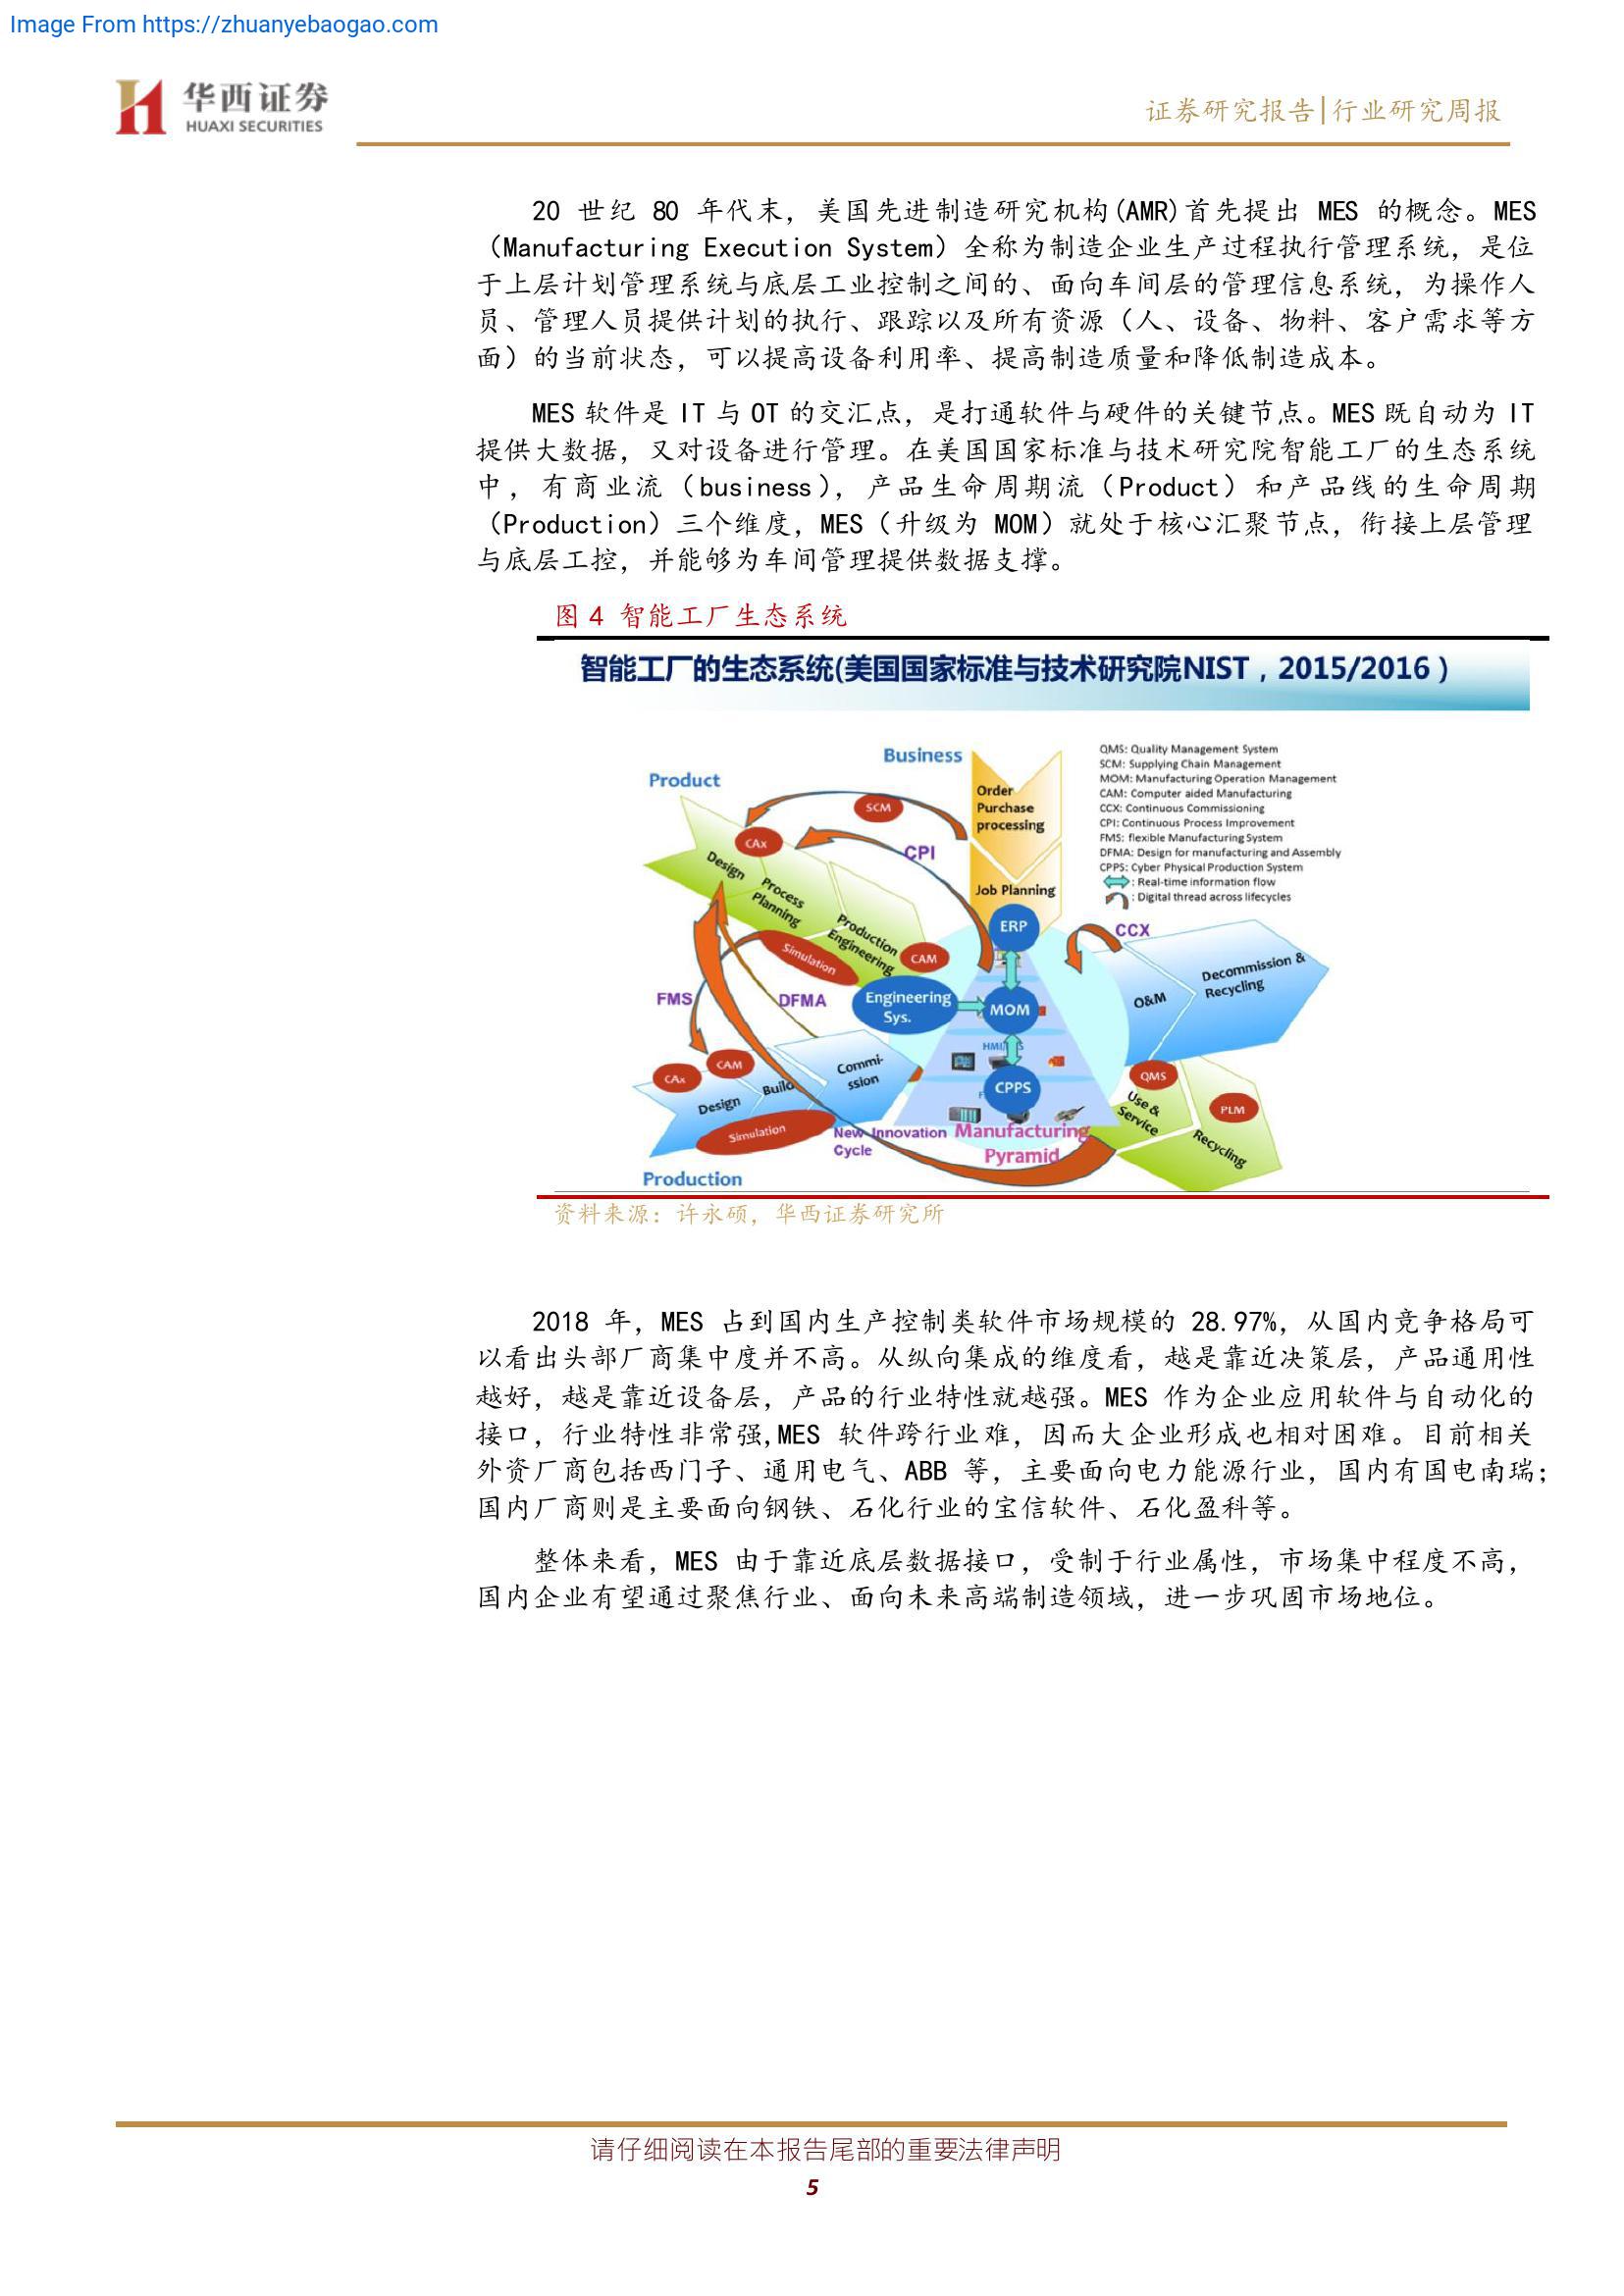 Image From https://zhuanyebaogao.com
华西证券
HUAXI SECURITIES
证券研究报告|行业研究周报
20 世纪 80 年代末，美国先进制造研究机构(AMR)首先提出 MES 的概念。MES
（Manufacturing Execution System）全称为制造企业生产过程执行管理系统，是位
于上层计划管理系统与底层工业控制之间的、面向车间层的管理信息系统，为操作人
员、管理人员提供计划的执行、跟踪以及所有资源（人、设备、物料、客户需求等方
面）的当前状态，可以提高设备利用率、提高制造质量和降低制造成本。
MES 软件是 IT 与 OT 的交汇点，是打通软件与硬件的关键节点。MES 既自动为 IT
提供大数据，又对设备进行管理。在美国国家标准与技术研究院智能工厂的生态系统
中，有商业流（business），产品生命周期流（Product）和产品线的生命周期
（Production）三个维度，MES（升级为 MOM）就处于核心汇聚节点，衔接上层管理
与底层工控，并能够为车间管理提供数据支撑。
图 4 智能工厂生态系统
智能工厂的生态系统(美国国家标准与技术研究院NIST，2015/2016）
Business
Product
Order
Purchase
processing
Job Planning
QMS: Quality Management System
SCM: Supplying Chain Management
MOM: Manufacturing Operation Management
CAM: Computer aided Manufacturing
CCX: Continuous Commissioning
CPI: Continuous Process Improvement
FMS: flexible Manufacturing System
DFMA: Design for manufacturing and Assembly
CPPS: Cyber Physical Production System
: Real-time information flow
: Digital thread across lifecycles
SCM
CAx
CPI
Design
Process
Planning
Production
Engineering
Simulation
CAM
ERP
CCX
Decommission &
Recycling
O&M
FMS
DFMA
Engineering
Sys.
MOM
CPPS
CAx
CAM
Design
Build
Commi-
ssion
Simulation
QMS
Use &
Service
PLM
Recycling
New Innovation
Cycle
Manufacturing
Pyramid
Production
资料来源：许永硕，华西证券研究所
2018 年，MES 占到国内生产控制类软件市场规模的 28.97%，从国内竞争格局可
以看出头部厂商集中度并不高。从纵向集成的维度看，越是靠近决策层，产品通用性
越好，越是靠近设备层，产品的行业特性就越强。MES 作为企业应用软件与自动化的
接口，行业特性非常强,MES 软件跨行业难，因而大企业形成也相对困难。目前相关
外资厂商包括西门子、通用电气、ABB 等，主要面向电力能源行业，国内有国电南瑞；
国内厂商则是主要面向钢铁、石化行业的宝信软件、石化盈科等。
整体来看，MES 由于靠近底层数据接口，受制于行业属性，市场集中程度不高，
国内企业有望通过聚焦行业、面向未来高端制造领域，进一步巩固市场地位。
请仔细阅读在本报告尾部的重要法律声明
5